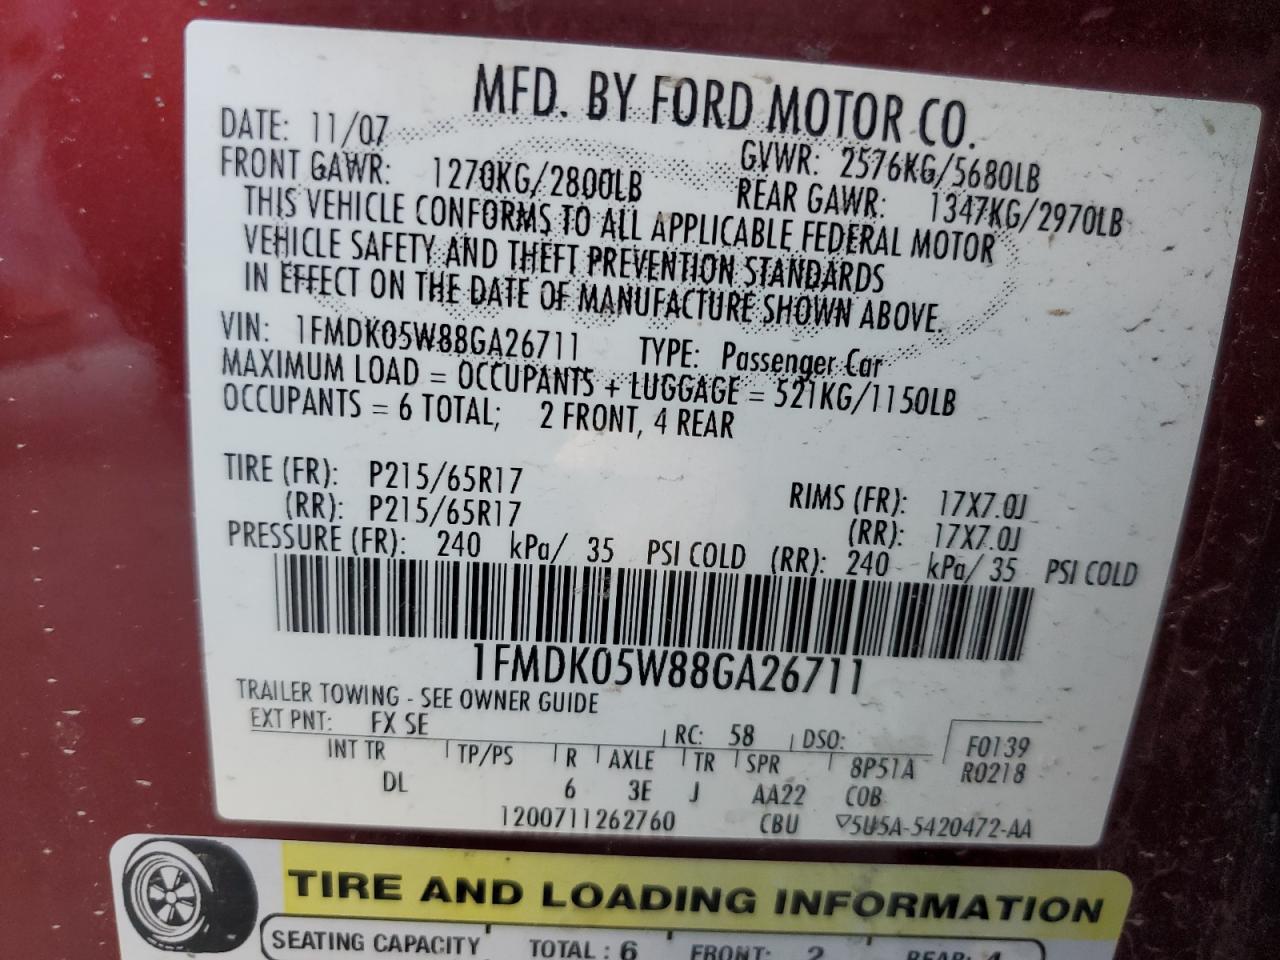 MFD. BY FORD MOTOR CO.
DATE: 11/07 GVWR: 2576KG/5680LB
FRONT GAWR: 1270KG/2800LB REAR GAWR: 1347KG/2970LB
THIS VEHICLE CONFORMS TO ALL APPLICABLE FEDERAL MOTOR
VEHICLE SAFETY AND THEFT PREVENTION STANDARDS
IN EFFECT ON THE DATE OF MANUFACTURE SHOWN ABOVE.
VIN: 1FMDK05W88GA26711 TYPE: Passenger Car
MAXIMUM LOAD = OCCUPANTS + LUGGAGE = 521KG/1150LB
OCCUPANTS = 6 TOTAL; 2 FRONT, 4 REAR
TIRE (FR): P215/65R17 RIMS (FR): 17X7.0J
(RR): P215/65R17 (RR): 17X7.0J
PRESSURE (FR): 240 kPa/ 35 PSI COLD (RR): 240 kPa/ 35 PSI COLD
1FMDK05W88GA26711
TRAILER TOWING - SEE OWNER GUIDE
EXT PNT: FX SE RC: 58 DSO: F0139
INT TR TP/PS R AXLE TR SPR 8P51A R0218
DL 6 3E J AA22 COB
1200711262760 CBU ▽5U5A-5420472-AA
TIRE AND LOADING INFORMATION
SEATING CAPACITY TOTAL : 6 FRONT: 2 REAR: 4